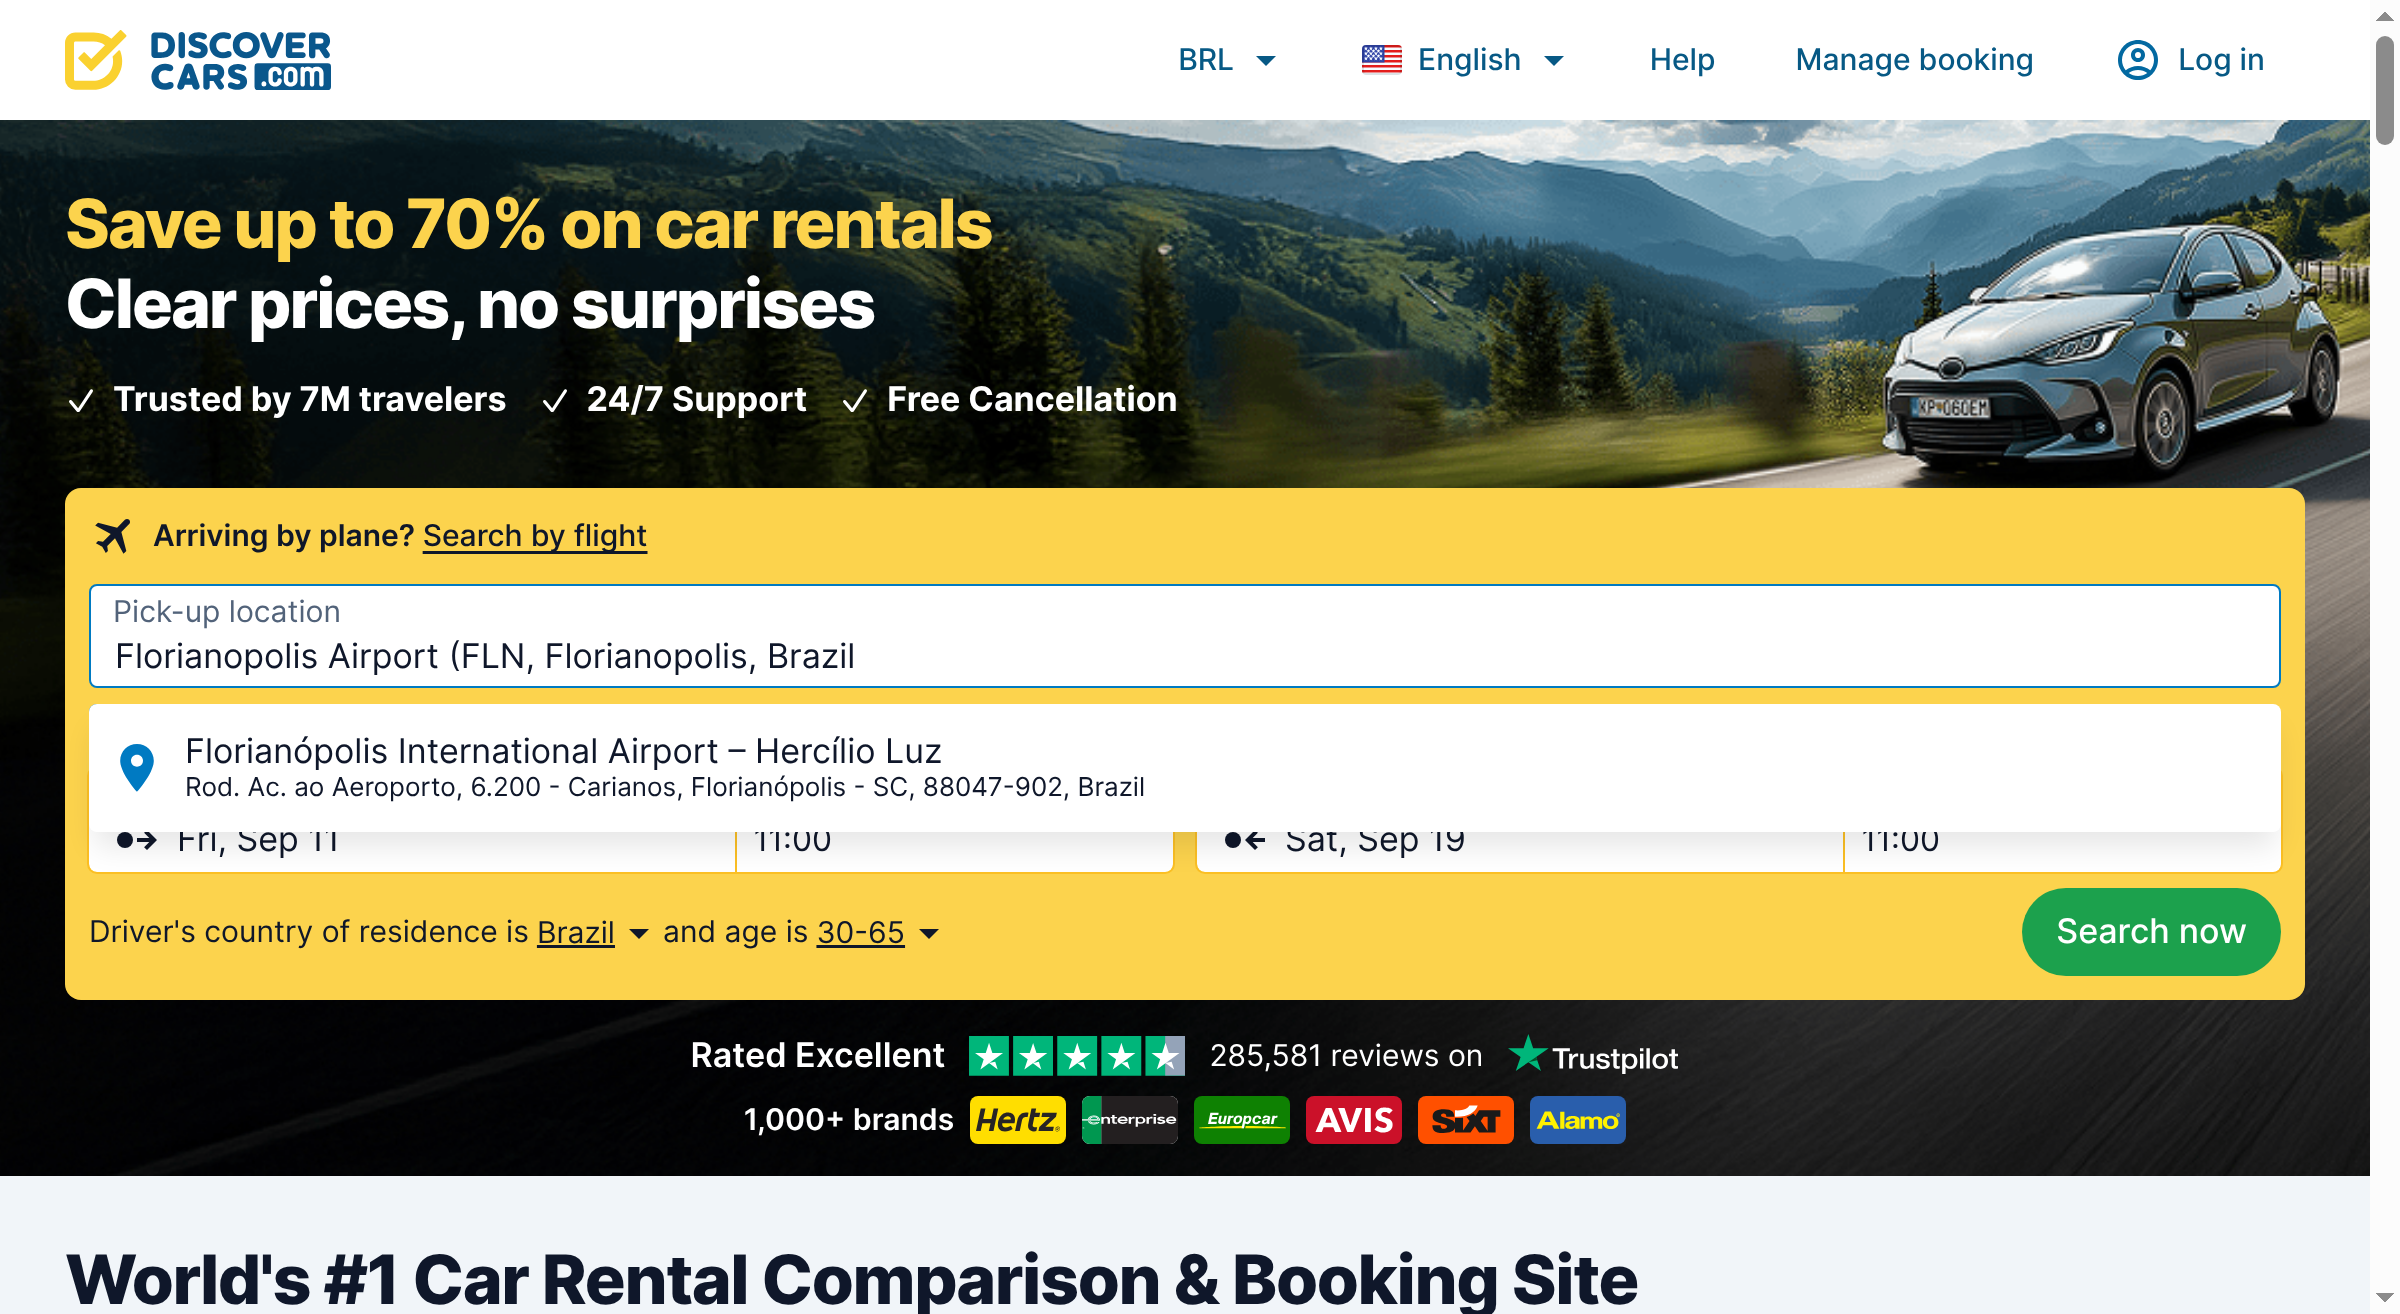 DISCOVER
CARS.com
BRL
English
Help
Manage booking
Log in
Save up to 70% on car rentals
Clear prices, no surprises
Trusted by 7M travelers
24/7 Support
Free Cancellation
KP 060EM
Arriving by plane? Search by flight
Pick-up location
Florianopolis Airport (FLN, Florianopolis, Brazil
Florianópolis International Airport – Hercílio Luz
Rod. Ac. ao Aeroporto, 6.200 - Carianos, Florianópolis - SC, 88047-902, Brazil
Fri, Sep 11
11:00
Sat, Sep 19
11:00
Driver's country of residence is Brazil and age is 30-65
Search now
Rated Excellent
285,581 reviews on
Trustpilot
1,000+ brands
Hertz
enterprise
Europcar
AVIS
SIXT
Alamo
World's #1 Car Rental Comparison & Booking Site